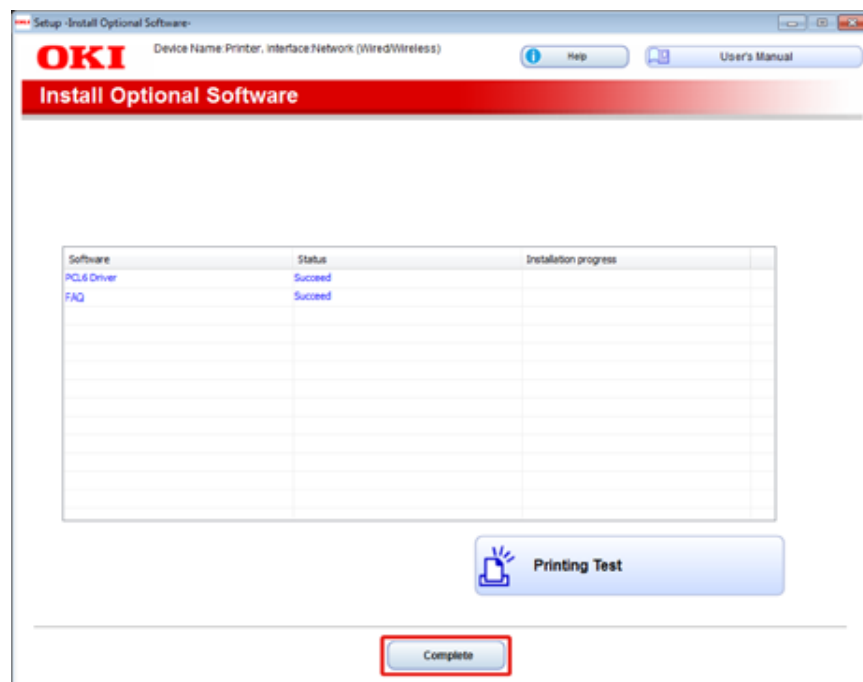 OKI Setup -Install Optional Software-
OKI Device Name:Printer, Interface:Network (Wired/Wireless) Help User's Manual
Install Optional Software
Software Status Installation progress
PCL6 Driver Succeed
FAQ Succeed
Printing Test
Complete